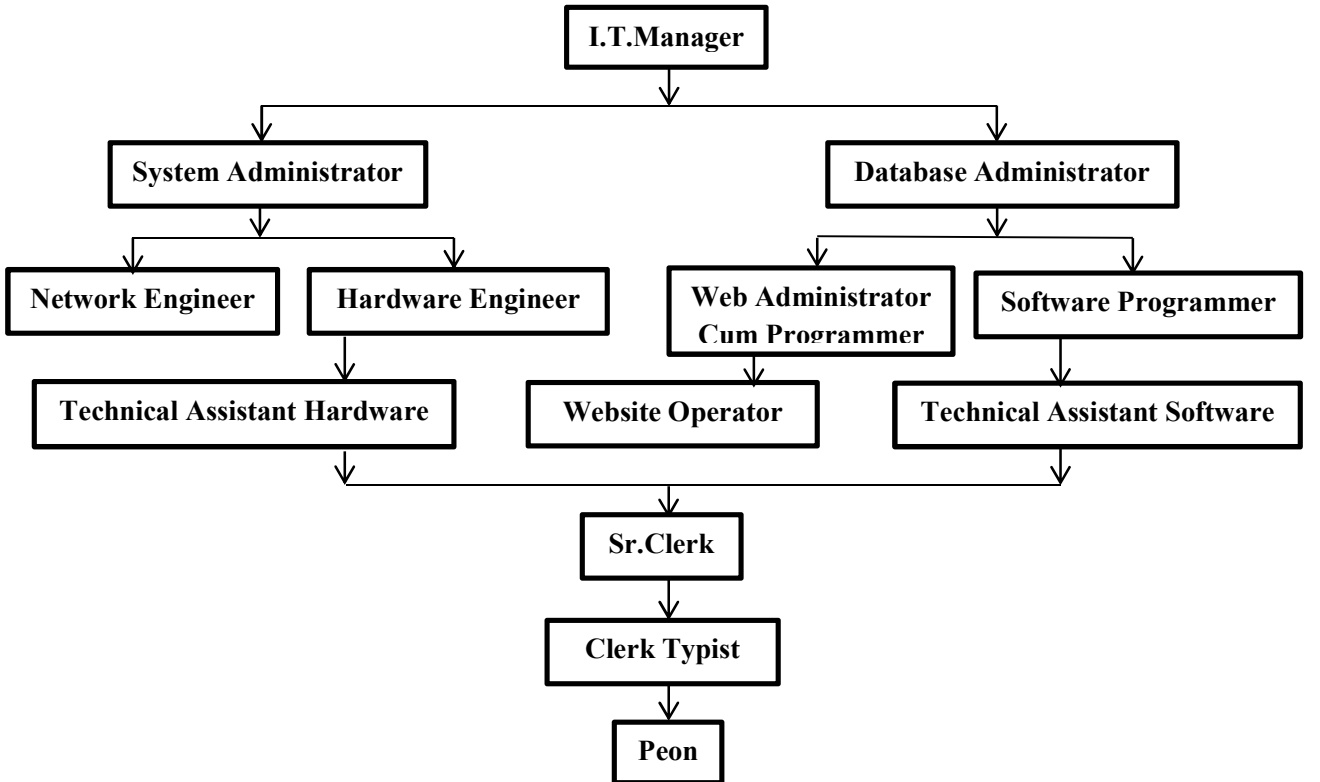 I.T.Manager
System Administrator
Database Administrator
Network Engineer
Hardware Engineer
Web Administrator
Cum Programmer
Software Programmer
Technical Assistant Hardware
Website Operator
Technical Assistant Software
Sr.Clerk
Clerk Typist
Peon